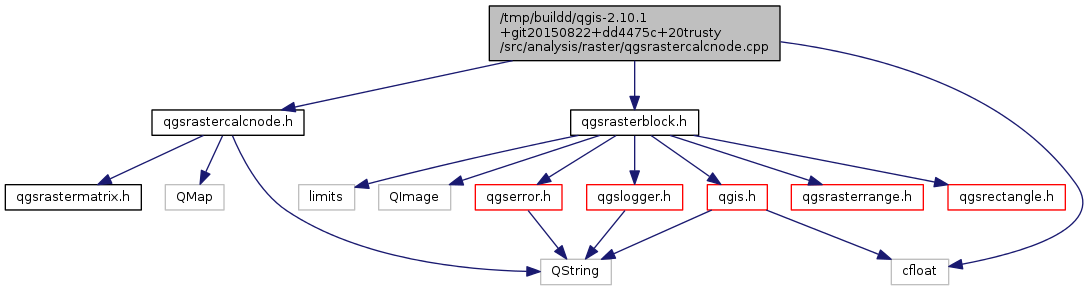 /tmp/buildd/qgis-2.10.1
+git20150822+dd4475c+20trusty
/src/analysis/raster/qgsrastercalcnode.cpp
qgsrastercalcnode.h
qgsrasterblock.h
qgsrastermatrix.h
QMap
limits
QImage
qgserror.h
qgslogger.h
qgis.h
qgsrasterrange.h
qgsrectangle.h
QString
cfloat